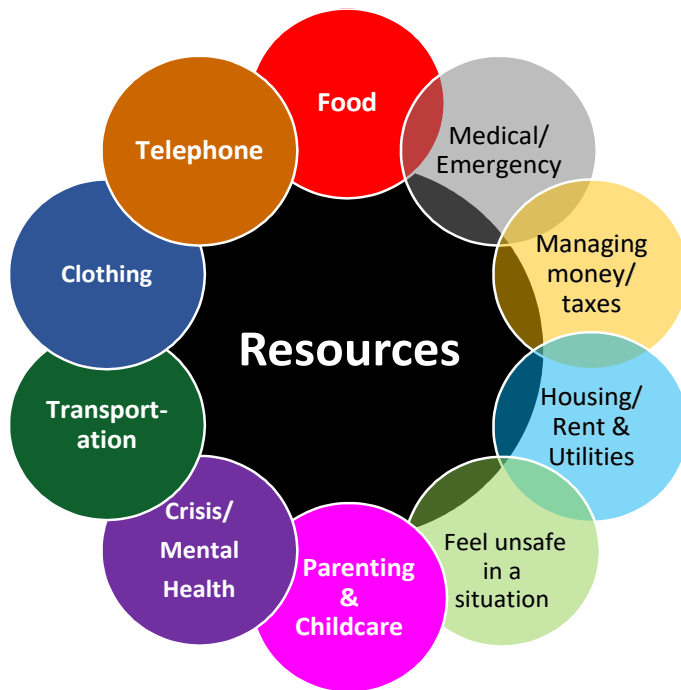 Food
Medical/
Emergency
Managing
money/
taxes
Housing/
Rent &
Utilities
Feel unsafe
in a
situation
Parenting
&
Childcare
Crisis/
Mental
Health
Transport-
ation
Clothing
Telephone
Resources